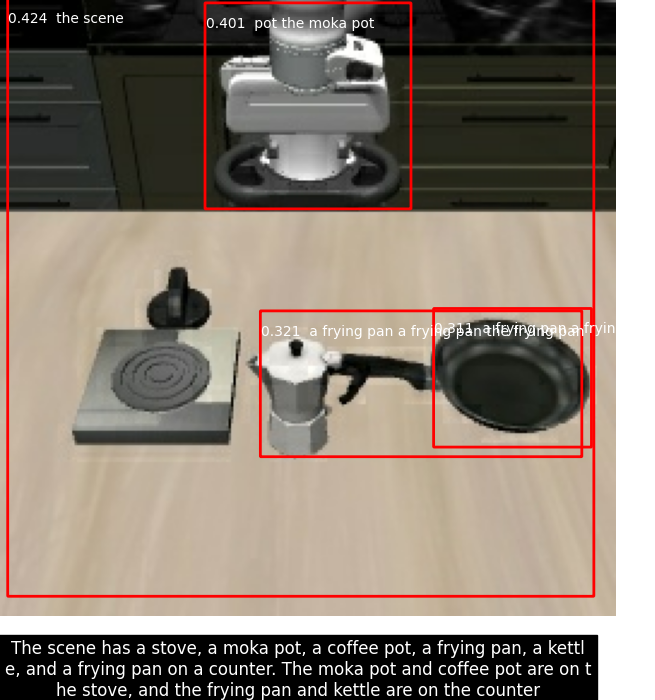 0.424 the scene
0.401 pot the moka pot
0.321 a frying pan a frying pan the frying pan
0.311 a frying pan a fryin
The scene has a stove, a moka pot, a coffee pot, a frying pan, a kettl
e, and a frying pan on a counter. The moka pot and coffee pot are on t
he stove, and the frying pan and kettle are on the counter